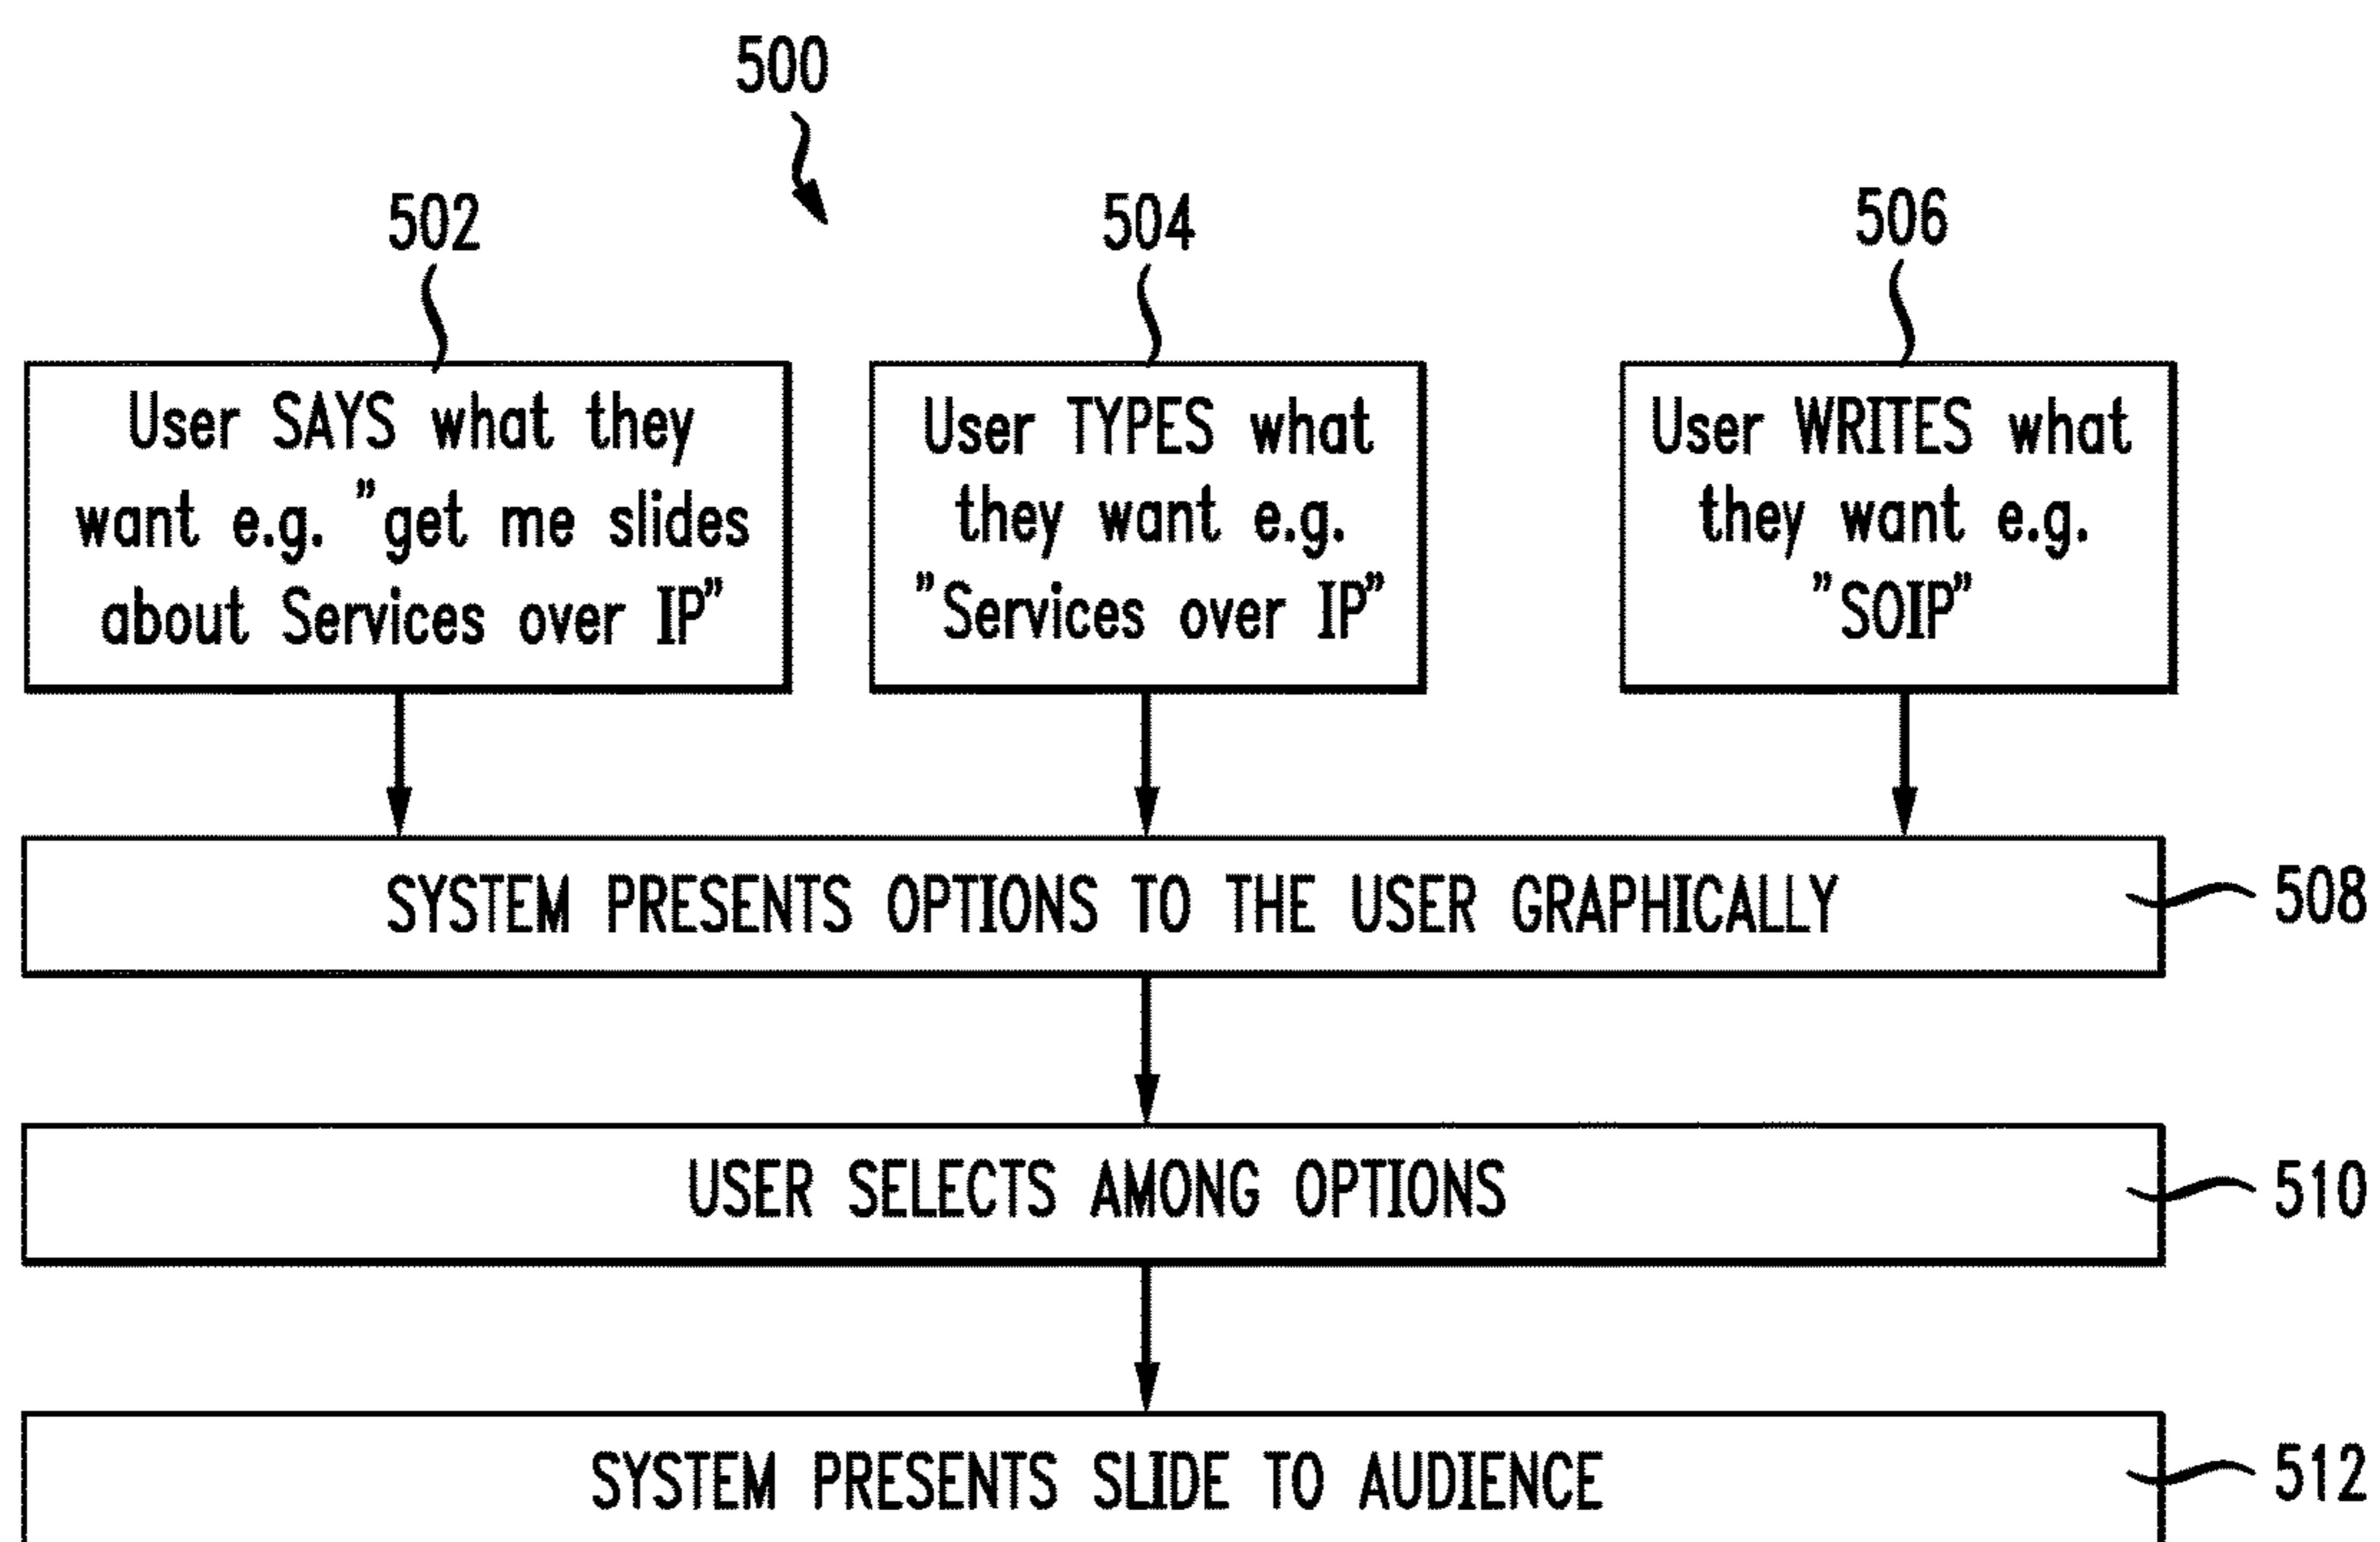 500
502
504
506
User SAYS what they
want e.g. "get me slides
about Services over IP"
User TYPES what
they want e.g.
"Services over IP"
User WRITES what
they want e.g.
"SOIP"
SYSTEM PRESENTS OPTIONS TO THE USER GRAPHICALLY
508
USER SELECTS AMONG OPTIONS
510
SYSTEM PRESENTS SLIDE TO AUDIENCE
512